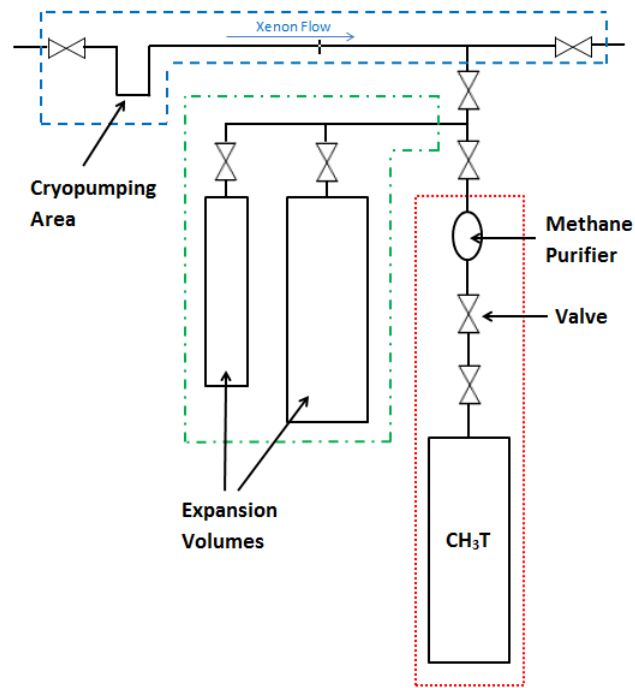 Xenon Flow
Cryopumping
Area
Methane
Purifier
Valve
Expansion
Volumes
CH₃T